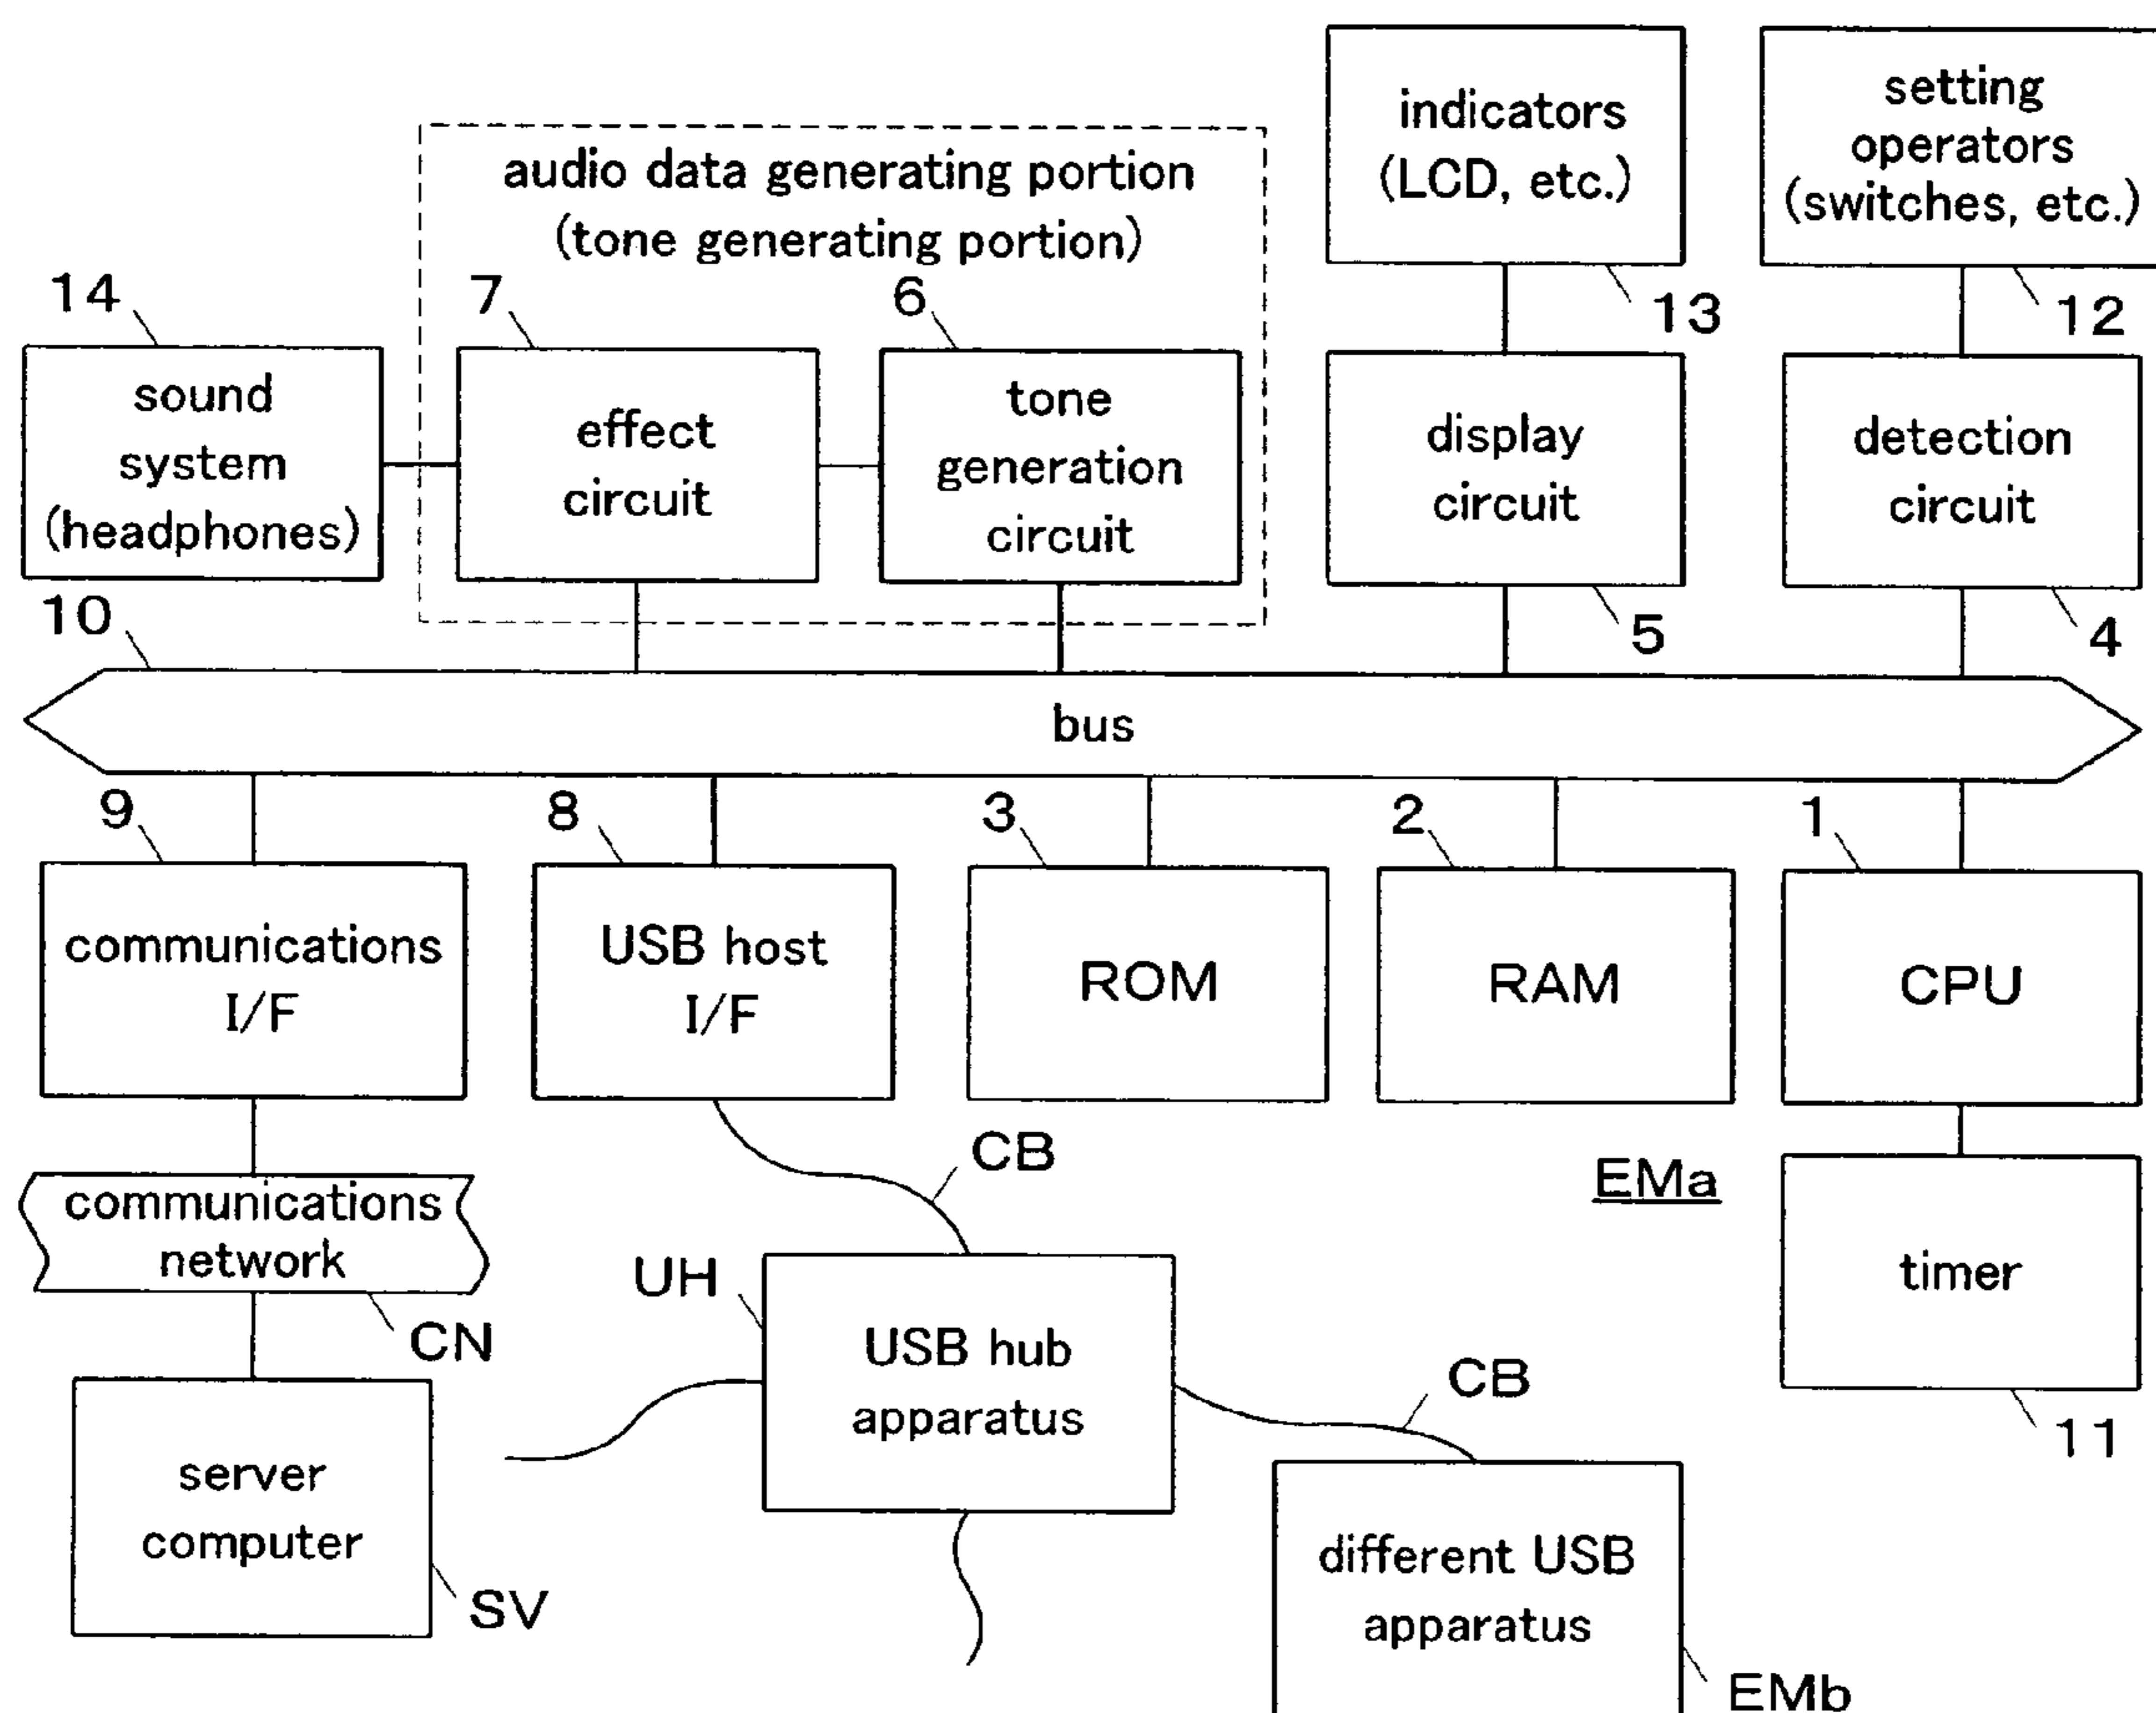 indicators
(LCD, etc.)
13
setting
operators
(switches, etc.)
12
audio data generating portion
(tone generating portion)
14
sound
system
(headphones)
7
effect
circuit
6
tone
generation
circuit
display
circuit
5
detection
circuit
4
10
bus
9
communications
I/F
8
USB host
I/F
3
ROM
2
RAM
1
CPU
CB
EMa
communications
network
CN
UH
USB hub
apparatus
CB
timer
11
server
computer
SV
different USB
apparatus
EMb